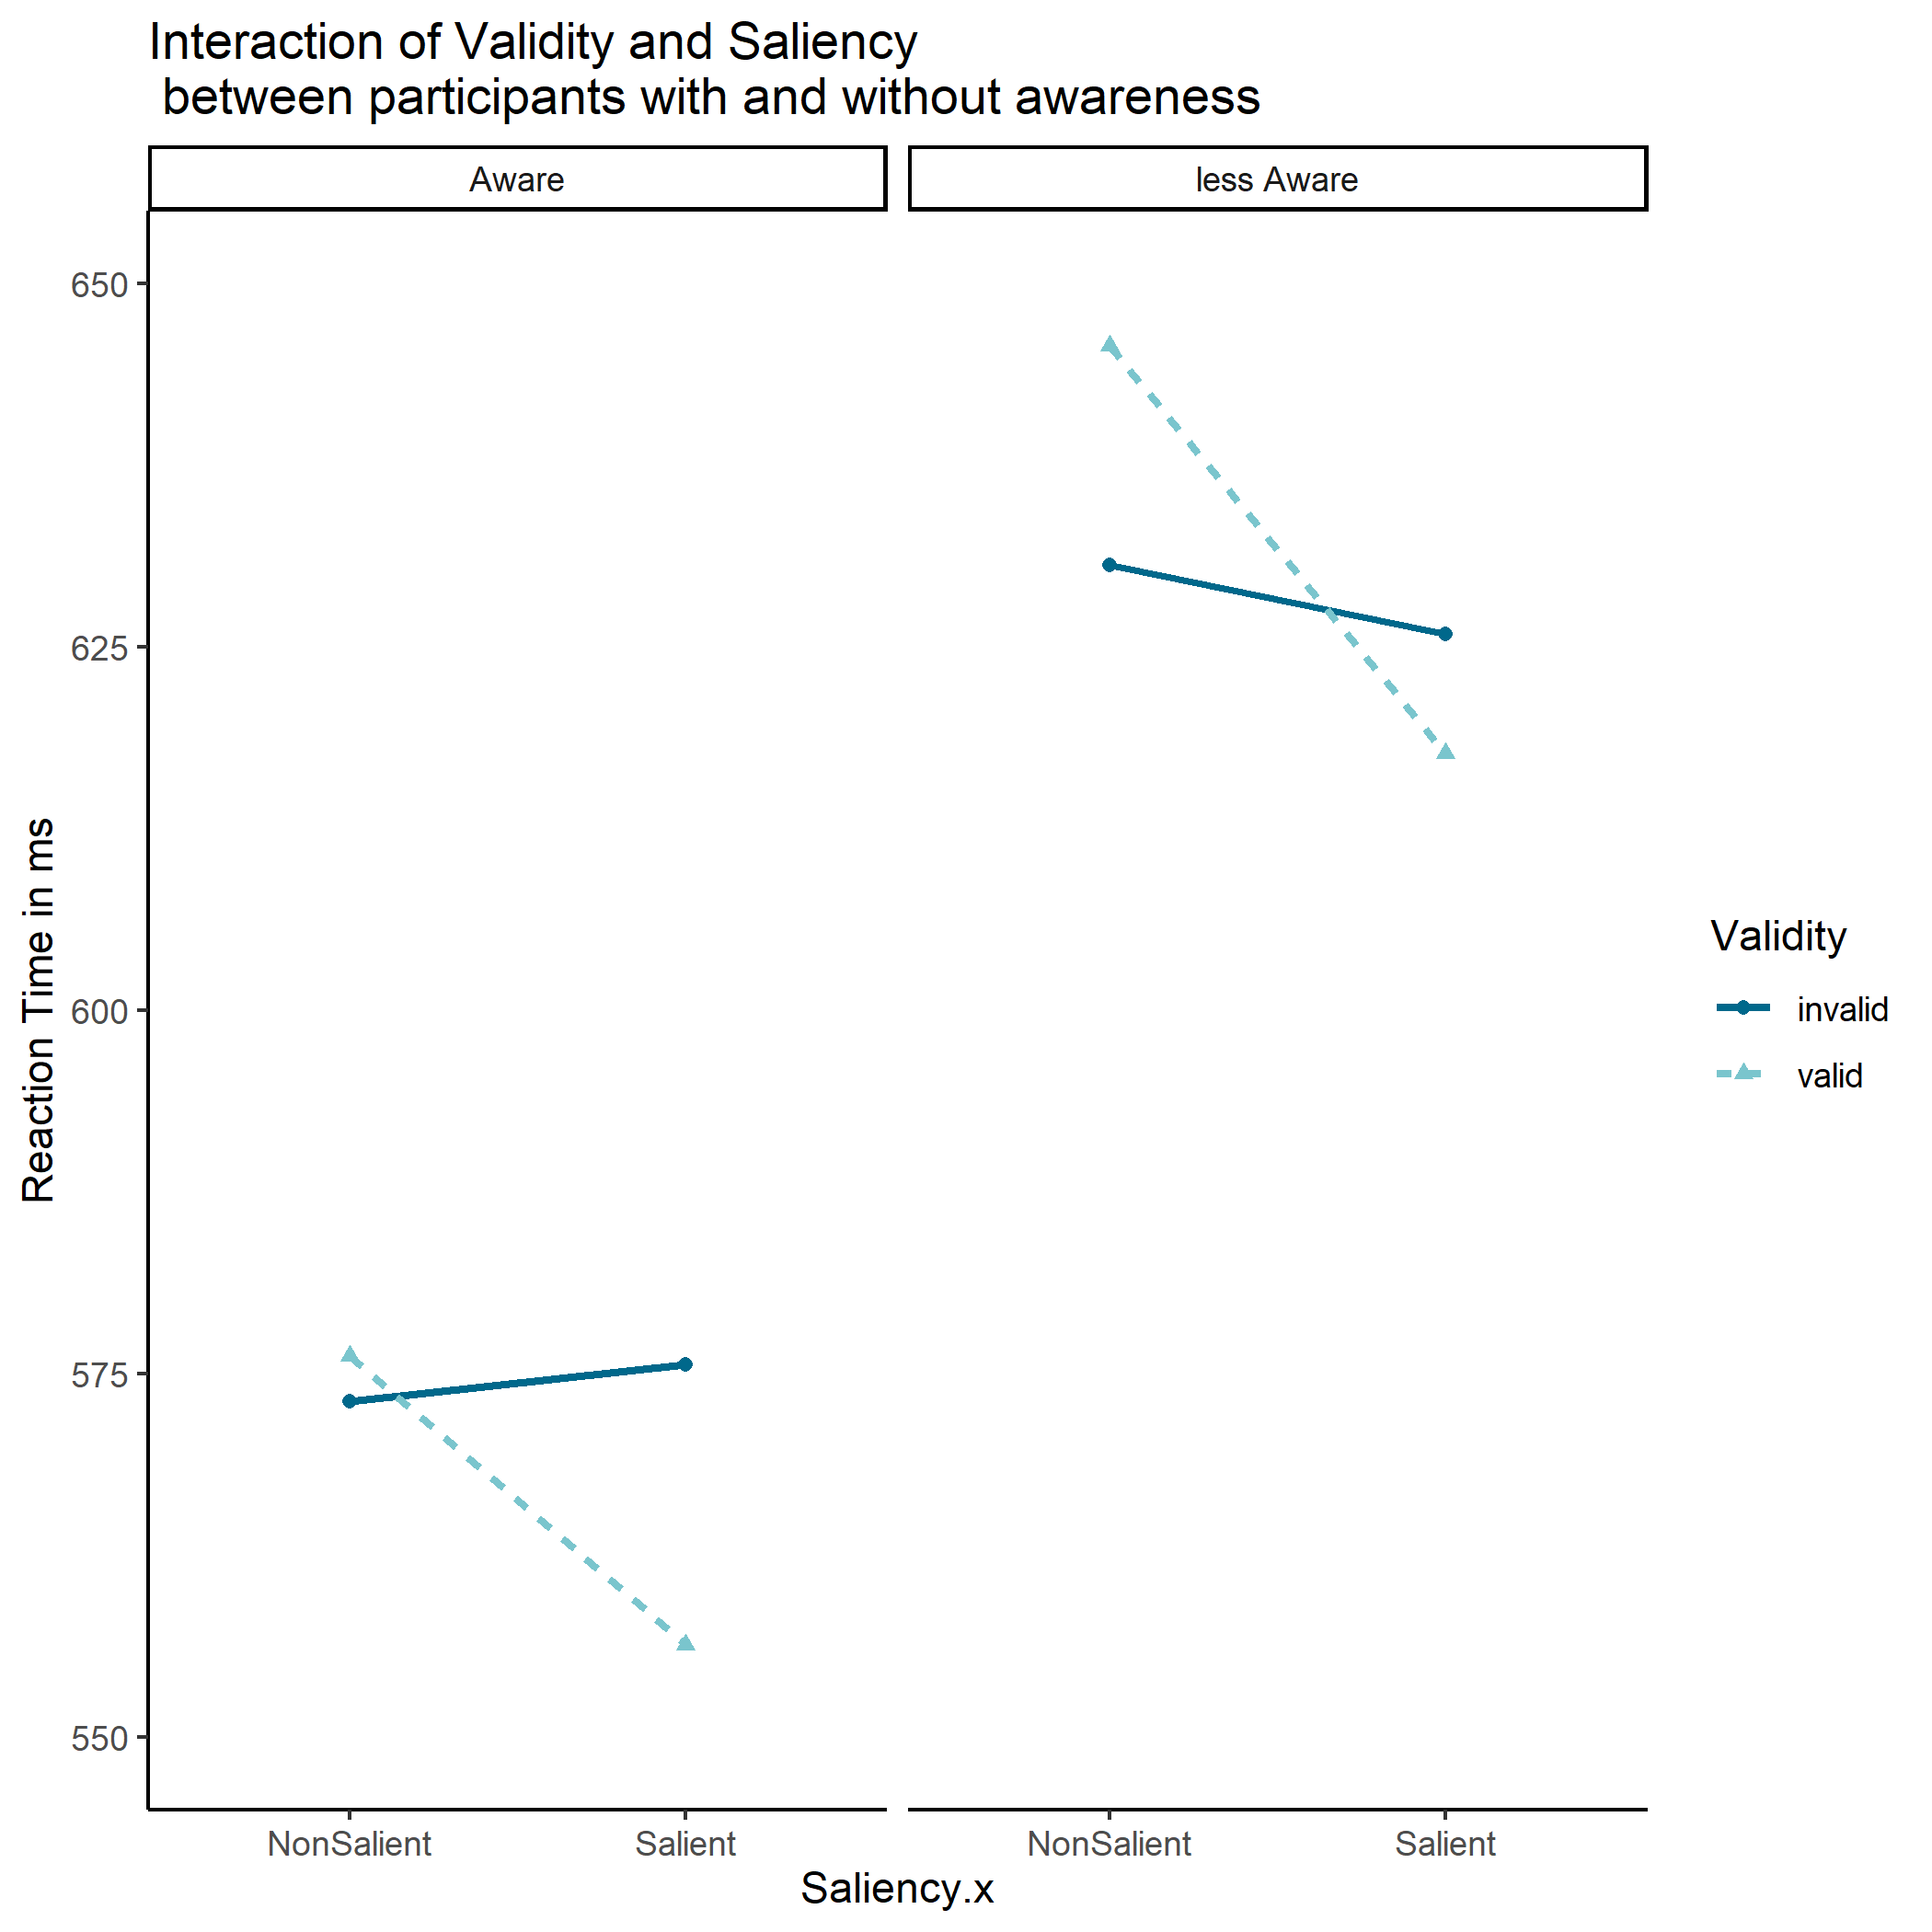 Interaction of Validity and Saliency
between participants with and without awareness
Aware
less Aware
650
625
600
575
550
Reaction Time in ms
NonSalient
Salient
NonSalient
Salient
Saliency.x
Validity
invalid
valid